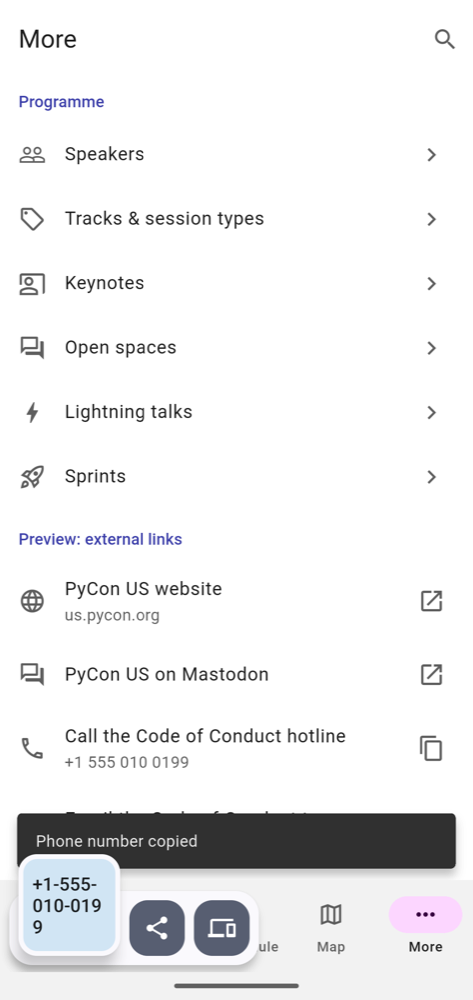 More
Programme
Speakers
Tracks & session types
Keynotes
Open spaces
Lightning talks
Sprints
Preview: external links
PyCon US website
us.pycon.org
PyCon US on Mastodon
Call the Code of Conduct hotline
+1 555 010 0199
Phone number copied
+1-555-
010-019
9
Map
More